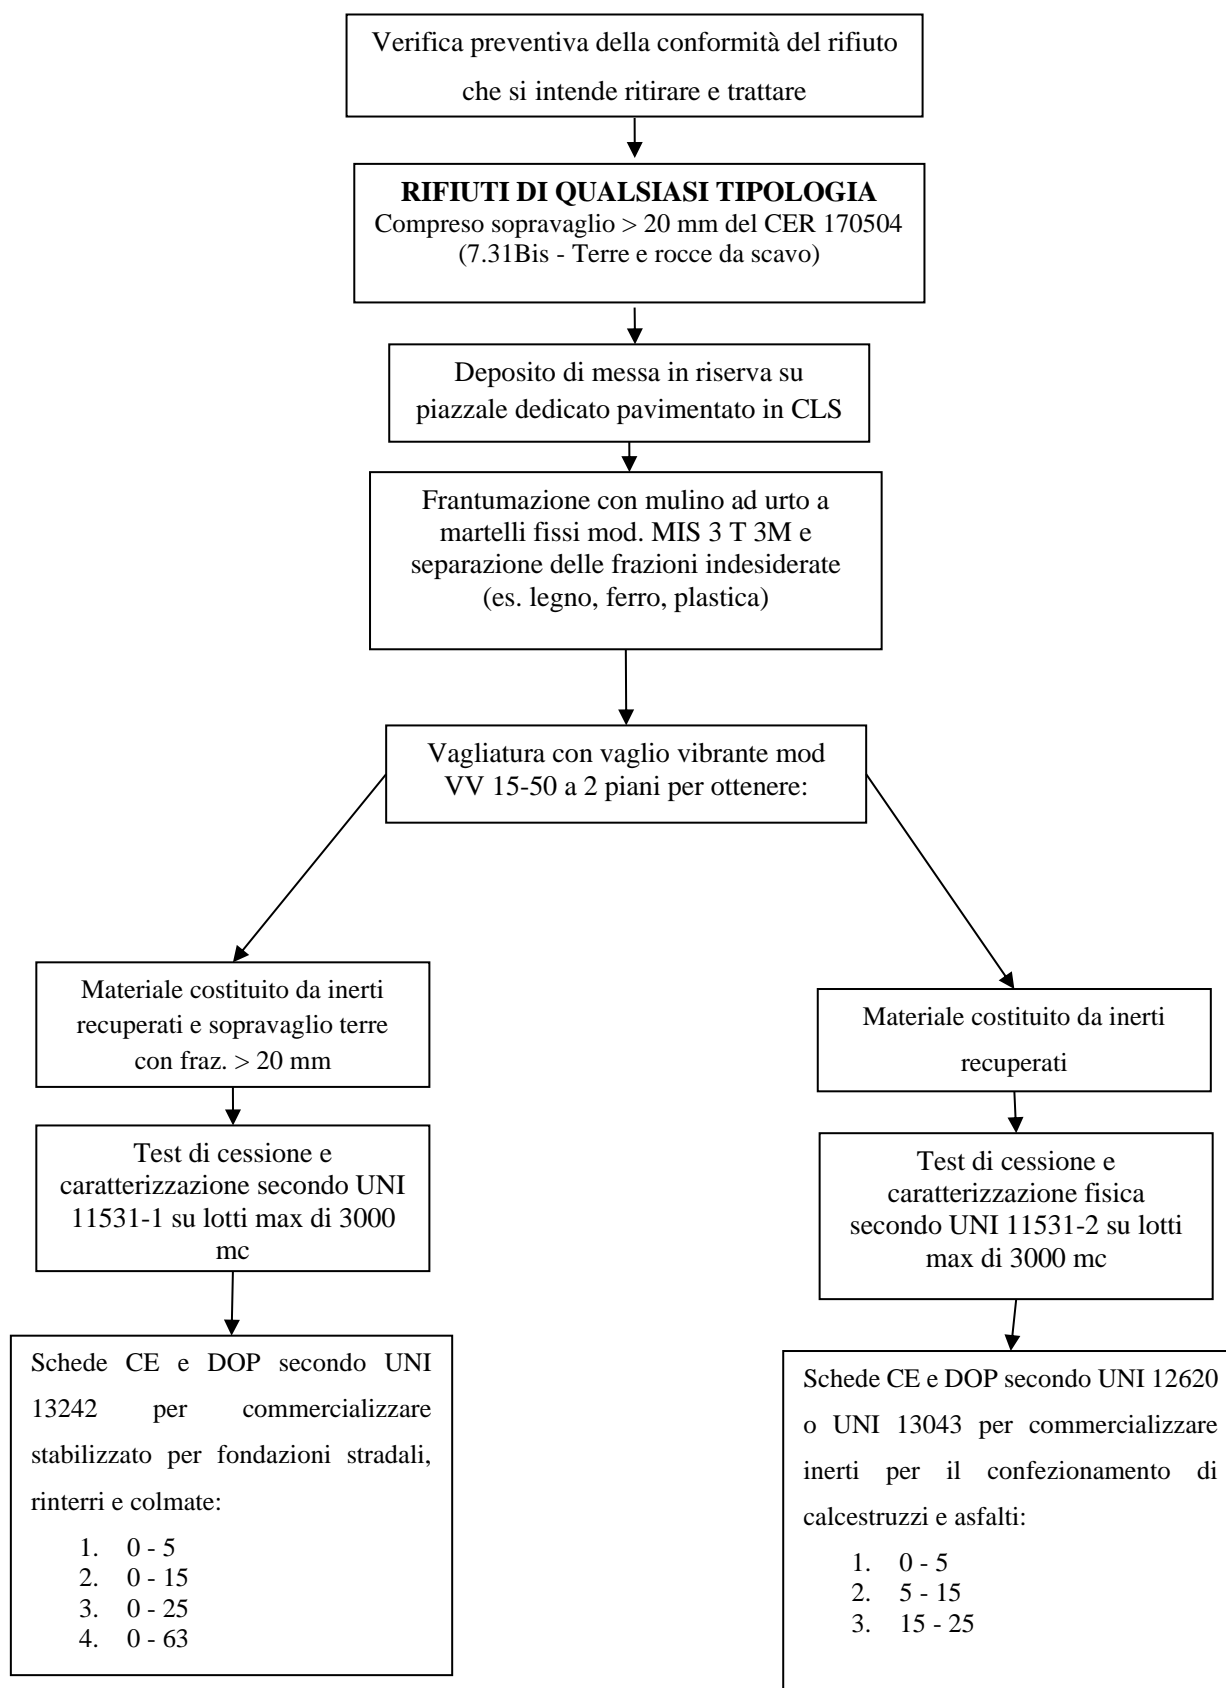 Verifica preventiva della conformità del rifiuto
che si intende ritirare e trattare
RIFIUTI DI QUALSIASI TIPOLOGIA
Compreso sopravaglio > 20 mm del CER 170504
(7.31Bis - Terre e rocce da scavo)
Deposito di messa in riserva su
piazzale dedicato pavimentato in CLS
Frantumazione con mulino ad urto a
martelli fissi mod. MIS 3 T 3M e
separazione delle frazioni indesiderate
(es. legno, ferro, plastica)
Vagliatura con vaglio vibrante mod
VV 15-50 a 2 piani per ottenere:
Materiale costituito da inerti
recuperati e sopravaglio terre
con fraz. > 20 mm
Test di cessione e
caratterizzazione secondo UNI
11531-1 su lotti max di 3000
mc
Schede CE e DOP secondo UNI
13242 per commercializzare
stabilizzato per fondazioni stradali,
rinterri e colmate:
1. 0 - 5
2. 0 - 15
3. 0 - 25
4. 0 - 63
Materiale costituito da inerti
recuperati
Test di cessione e
caratterizzazione fisica
secondo UNI 11531-2 su lotti
max di 3000 mc
Schede CE e DOP secondo UNI 12620
o UNI 13043 per commercializzare
inerti per il confezionamento di
calcestruzzi e asfalti:
1. 0 - 5
2. 5 - 15
3. 15 - 25